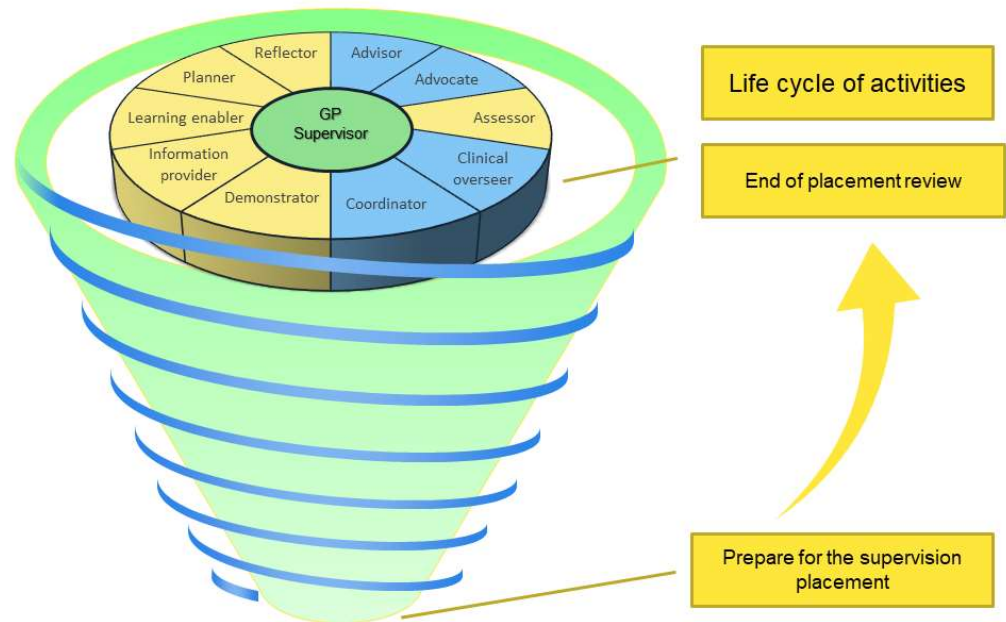 Reflector
Advisor
Planner
Advocate
Learning enabler
GP
Supervisor
Assessor
Information
provider
Clinical
overseer
Demonstrator
Coordinator
Life cycle of activities
End of placement review
Prepare for the supervision
placement